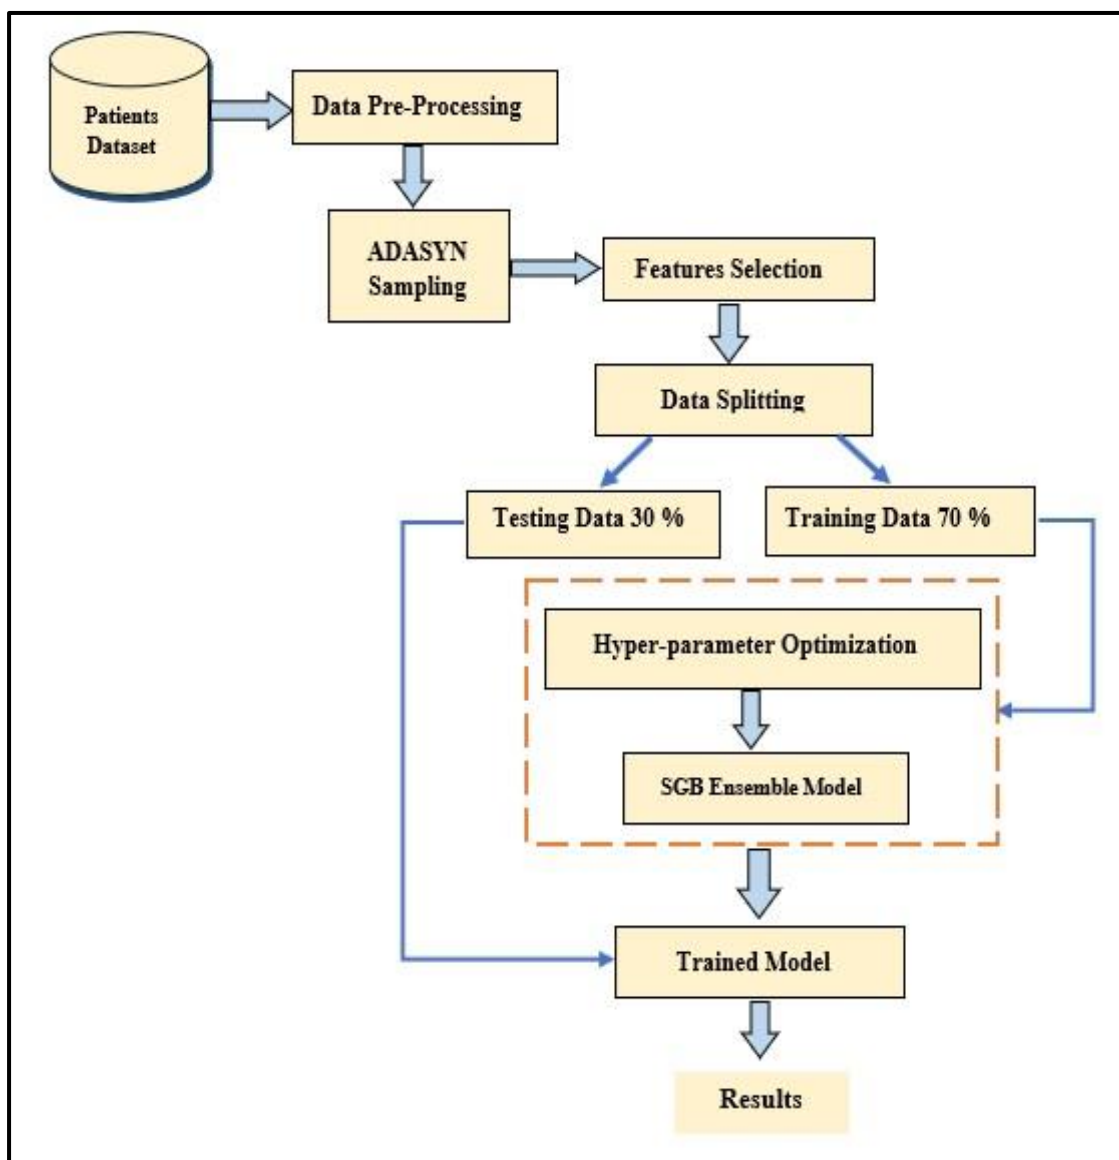 Patients
Dataset
Data Pre-Processing
ADASYN
Sampling
Features Selection
Data Splitting
Testing Data 30 %
Training Data 70 %
Hyper-parameter Optimization
SGB Ensemble Model
Trained Model
Results